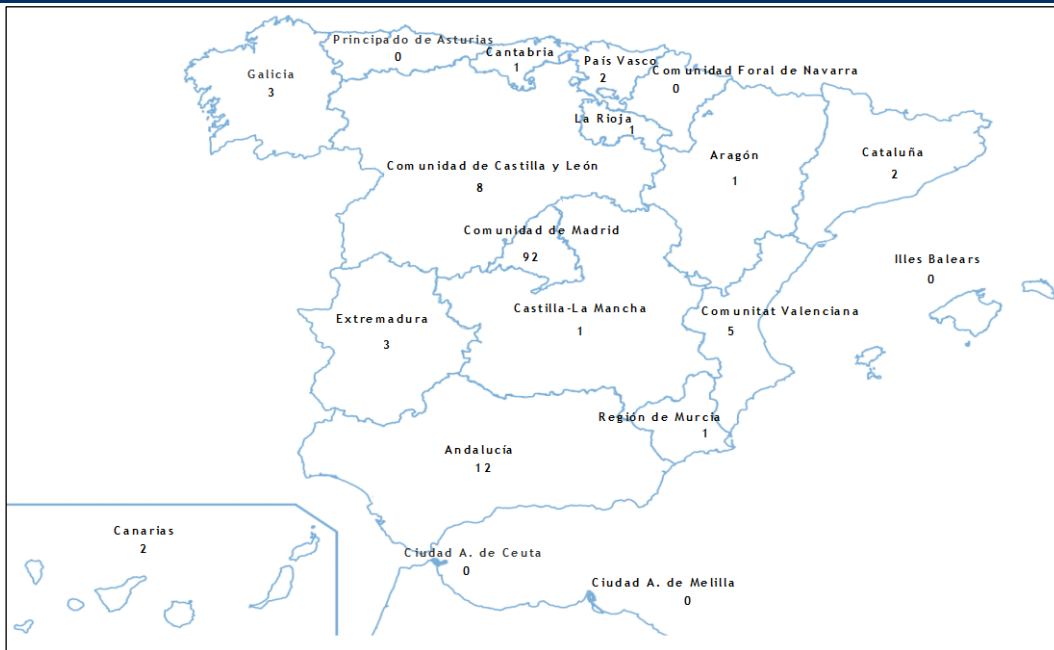 Principado de Asturias
0
Cantabria
1
País Vasco
2
Comunidad Foral de Navarra
0
Galicia
3
La Rioja
1
Aragón
1
Cataluña
2
Comunidad de Castilla y León
8
Comunidad de Madrid
92
Illes Balears
0
Extremadura
3
Castilla-La Mancha
1
Comunitat Valenciana
5
Región de Murcia
1
Andalucía
12
Canarias
2
Ciudad A. de Ceuta
0
Ciudad A. de Melilla
0